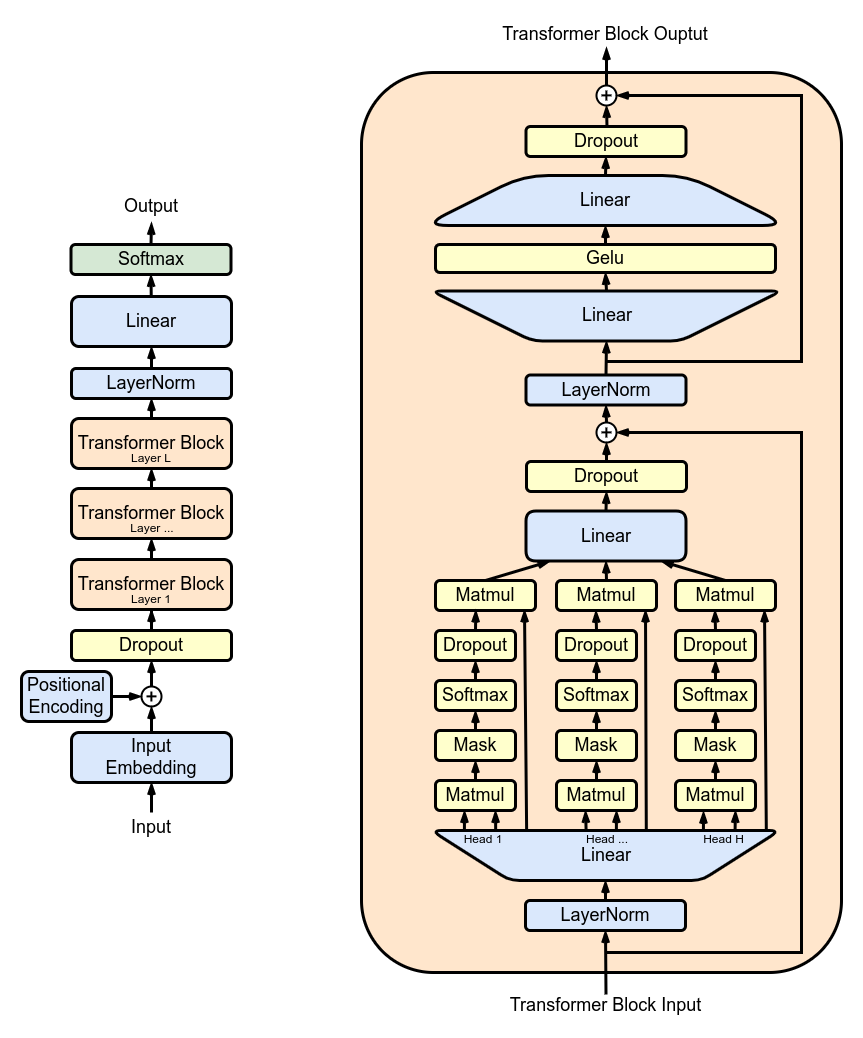 Output
Softmax
Linear
LayerNorm
Transformer Block
Layer L
Transformer Block
Layer ...
Transformer Block
Layer 1
Dropout
Positional
Encoding
+
Input
Embedding
Input
Transformer Block Ouptut
+
Dropout
Linear
Gelu
Linear
LayerNorm
+
Dropout
Linear
Matmul Matmul Matmul
Dropout Dropout Dropout
Softmax Softmax Softmax
Mask Mask Mask
Matmul Matmul Matmul
Head 1 Head ... Head H
Linear
LayerNorm
Transformer Block Input